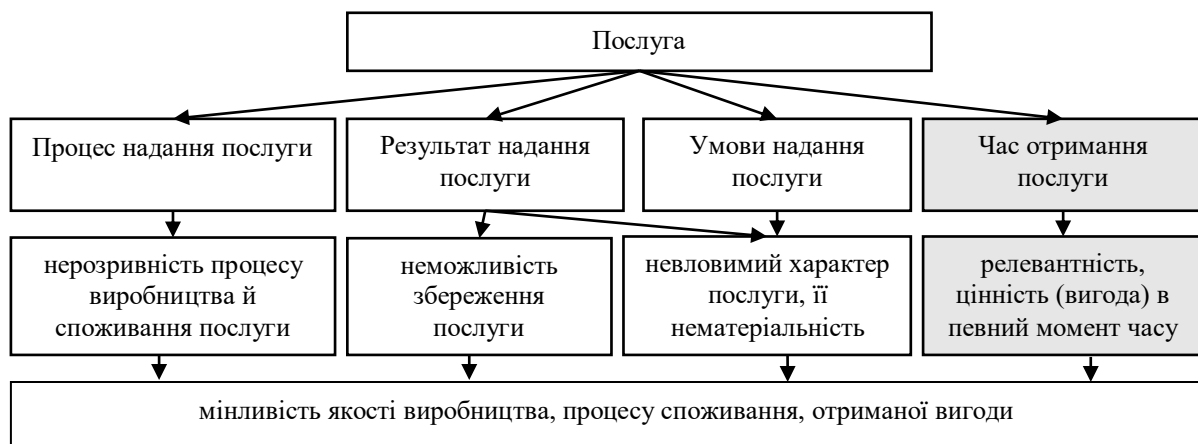 Послуга
Процес надання послуги
Результат надання
послуги
Умови надання
послуги
Час отримання
послуги
нерозривність процесу
виробництва й
споживання послуги
неможливість
збереження
послуги
невловимий характер
послуги, її
нематеріальність
релевантність,
цінність (вигода) в
певний момент часу
мінливість якості виробництва, процесу споживання, отриманої вигоди